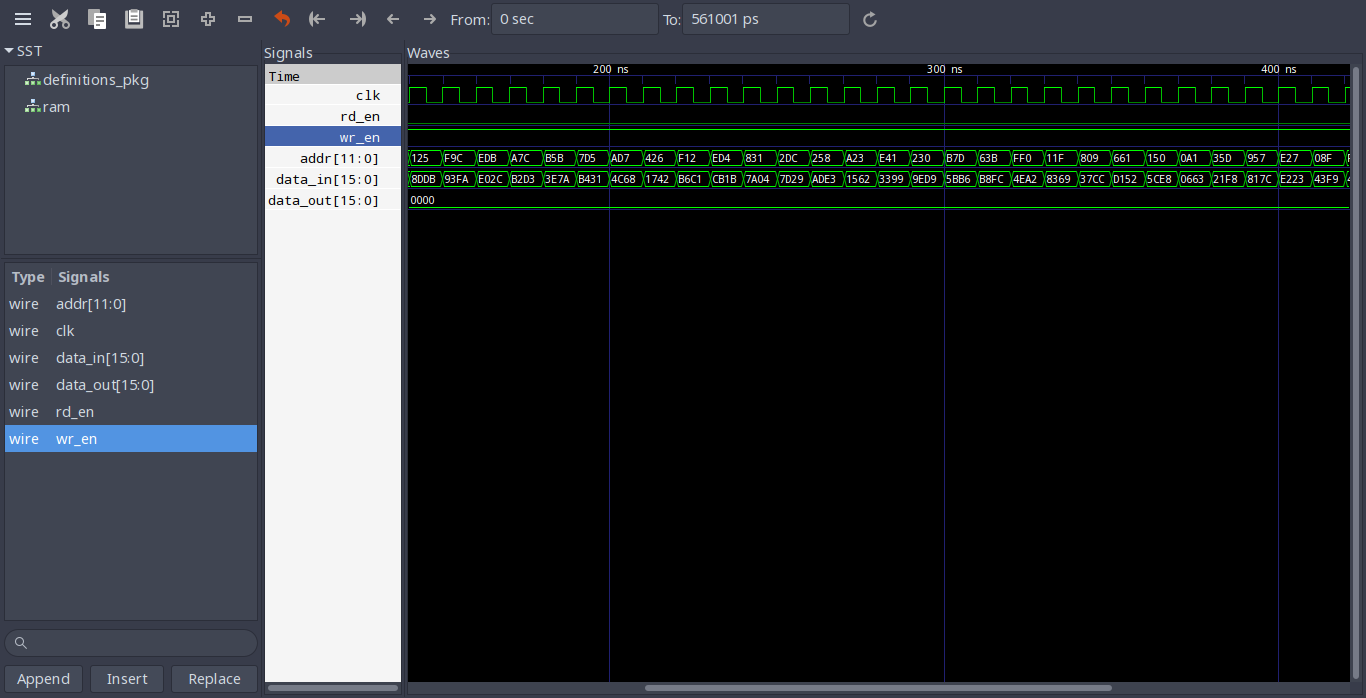 From: 0 sec To: 561001 ps
SST
definitions_pkg
ram
Type Signals
wire addr[11:0]
wire clk
wire data_in[15:0]
wire data_out[15:0]
wire rd_en
wire wr_en
Append Insert Replace
Signals
Time
clk
rd_en
wr_en
addr[11:0]
data_in[15:0]
data_out[15:0]
Waves
200 ns 300 ns 400 ns
125 F9C EDB A7C B5B 7D5 AD7 426 F12 ED4 831 2DC 258 A23 E41 230 B7D 63B FF0 11F 809 661 150 0A1 35D 957 E27 08F
8DDB 93FA E02C B2D3 3E7A B431 4C68 1742 B6C1 CB1B 7A04 7D29 ADE3 1562 3399 9ED9 5BB6 B8FC 4EA2 8369 37CC D152 5CE8 0663 21F8 817C E223 43F9
0000